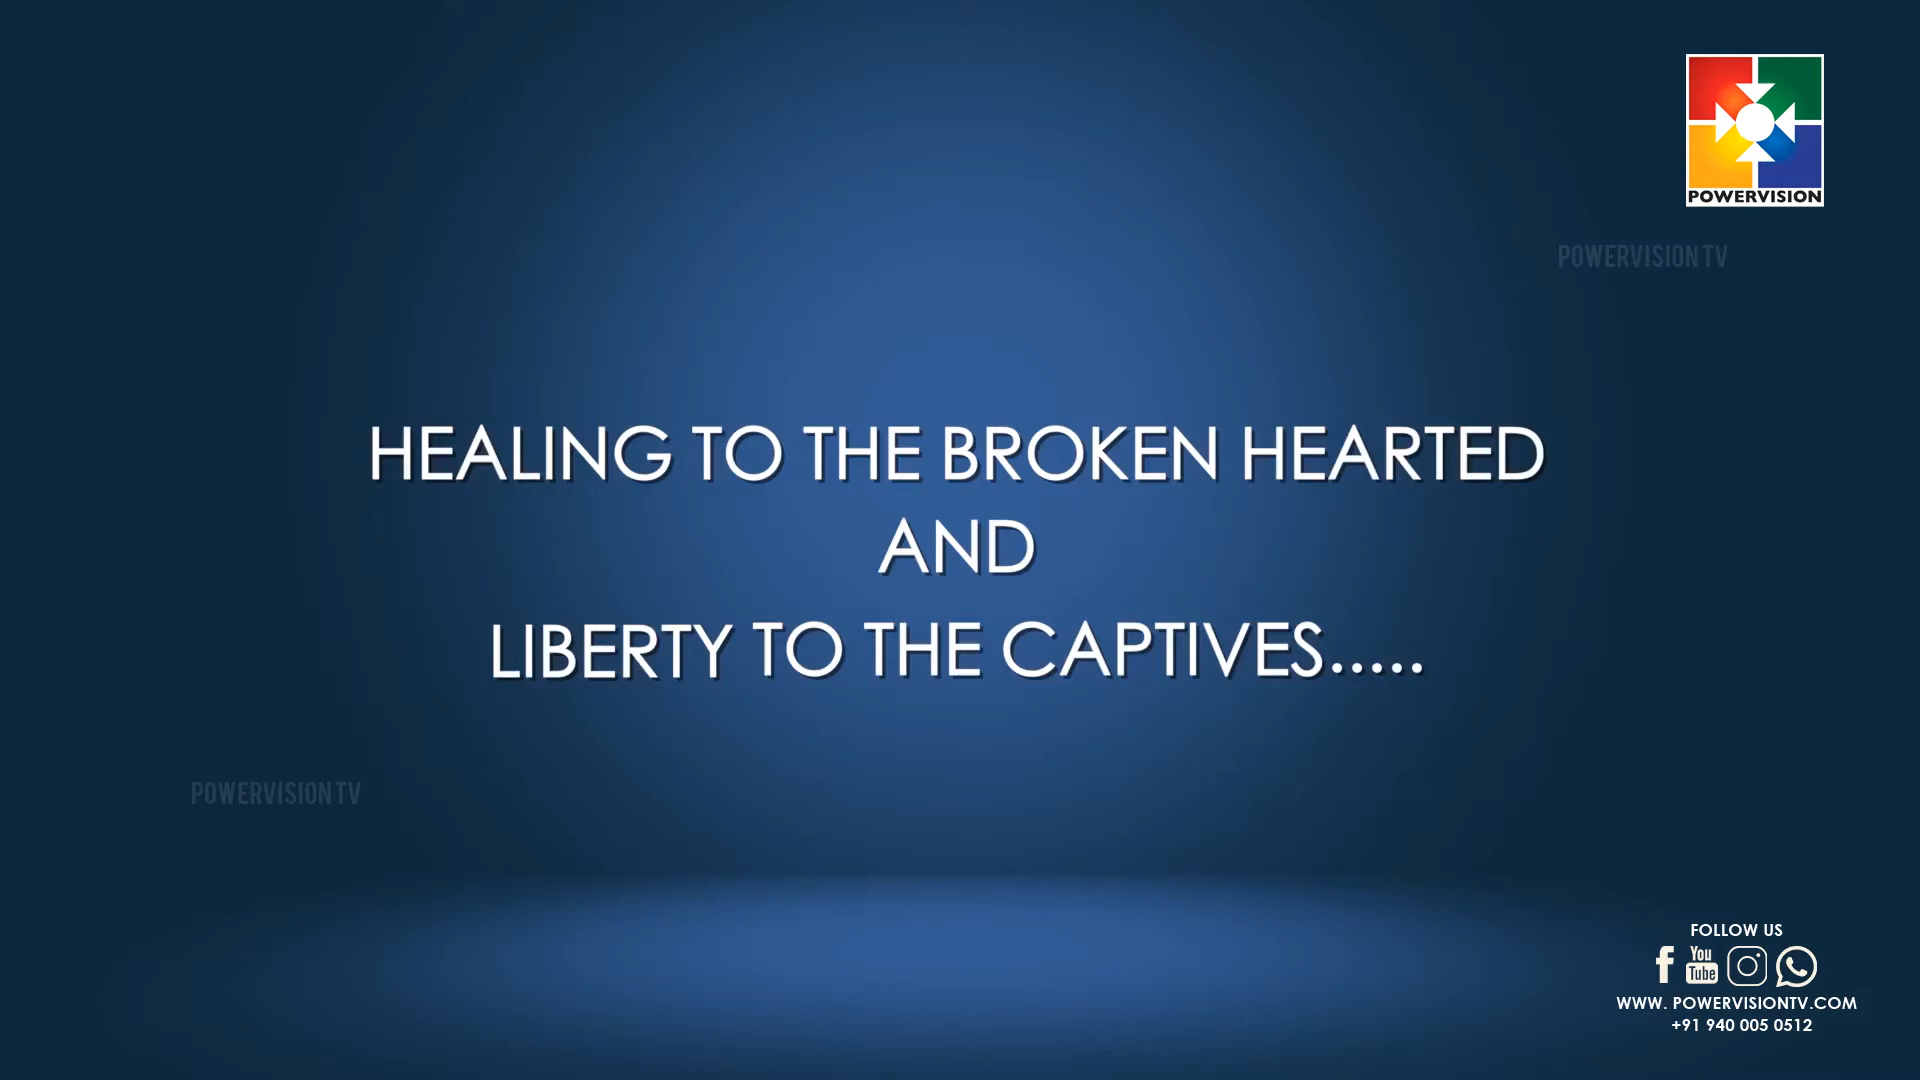 POWERVISION
POWERVISION TV
HEALING TO THE BROKEN HEARTED
AND
LIBERTY TO THE CAPTIVES.....
POWERVISION TV
FOLLOW US
You
Tube
WWW. POWERVISIONTV.COM
+91 940 005 0512